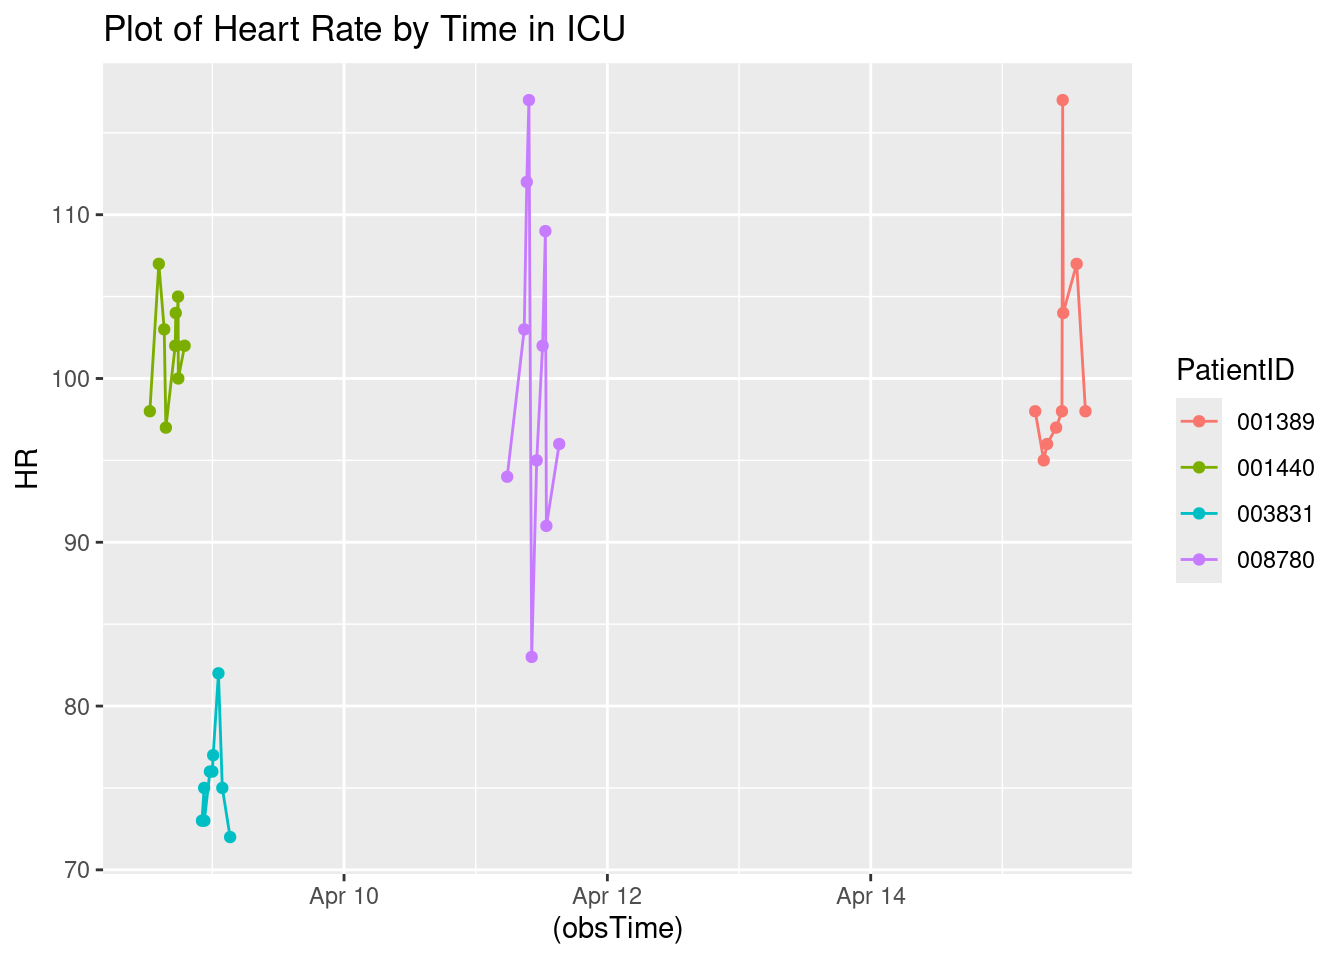 Plot of Heart Rate by Time in ICU
110
100
90
80
70
HR
Apr 10
Apr 12
Apr 14
(obsTime)
PatientID
001389
001440
003831
008780